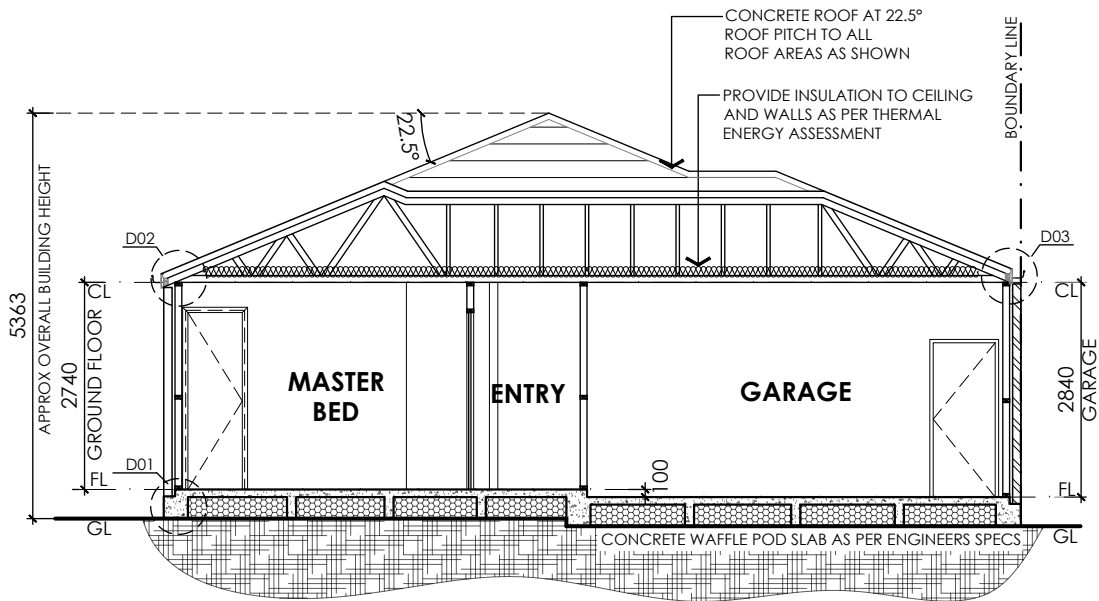 CONCRETE ROOF AT 22.5°
ROOF PITCH TO ALL
ROOF AREAS AS SHOWN
BOUNDARY LINE
PROVIDE INSULATION TO CEILING
AND WALLS AS PER THERMAL
ENERGY ASSESSMENT
22.5°
D02
D03
5363
APPROX OVERALL BUILDING HEIGHT
CL
CL
2740
GROUND FLOOR
MASTER
BED
ENTRY
GARAGE
2840
GARAGE
D01
FL
100
FL
GL
CONCRETE WAFFLE POD SLAB AS PER ENGINEERS SPECS
GL